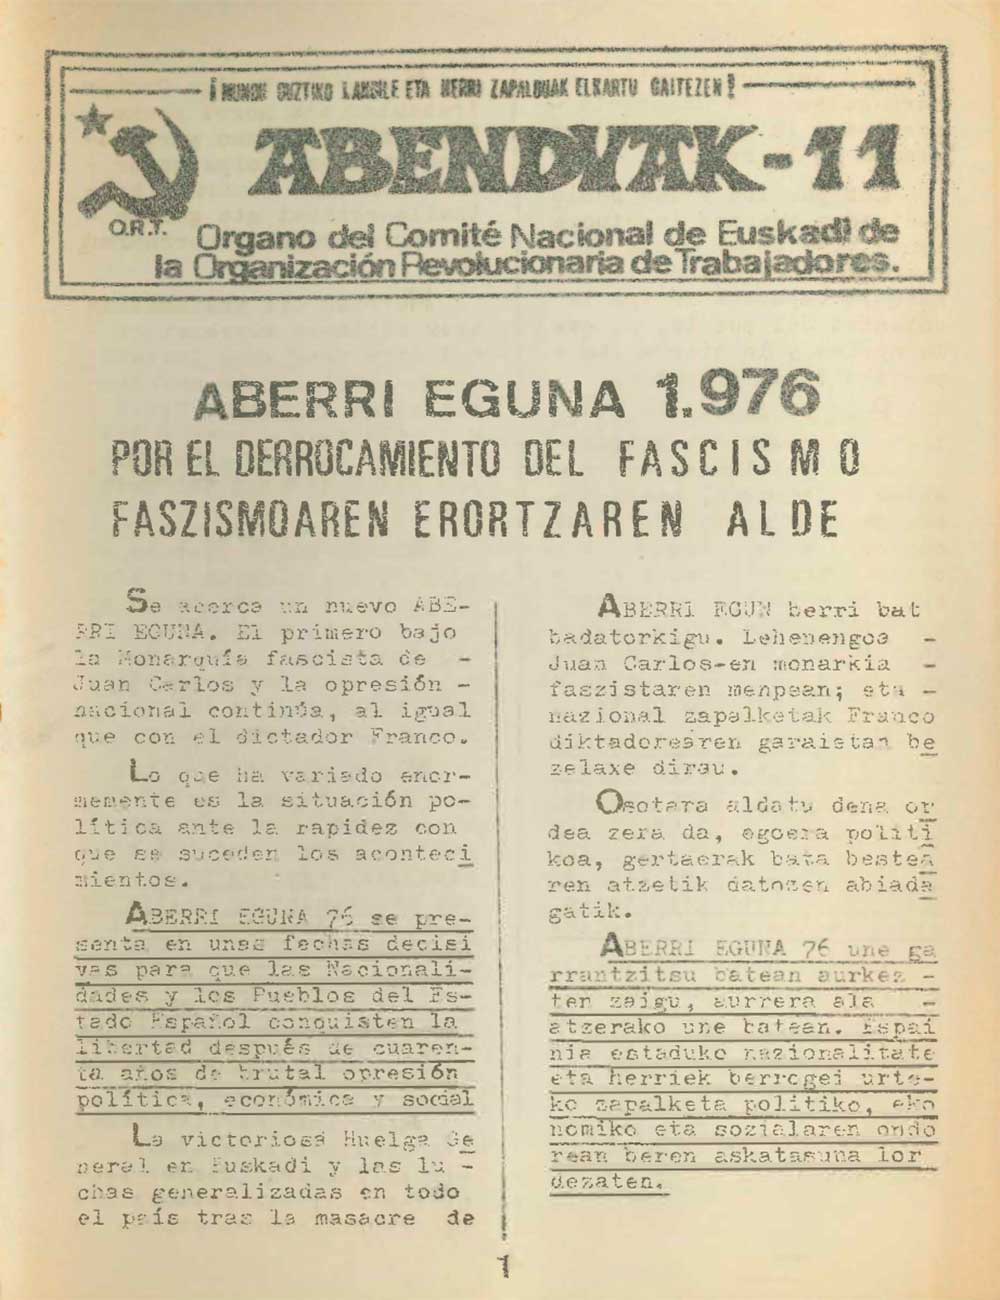 ¡MUNDU GUZTIKO LANGILE ETA HERRI ZAPALDUAK ELKARTU GAITEZEN!
ABENDVAK-11
O.R.T.
Organo del Comité Nacional de Euskadi de
la Organización Revolucionaria de Trabajadores.
ABERRI EGUNA 1.976
POR EL DERROCAMIENTO DEL FASCISMO
FASZISMOAREN ERORTZAREN ALDE
Se acerca un nuevo ABE-
RRI EGUNA. El primero bajo
la Monarquía fascista de -
Juan Carlos y la opresión -
nacional continúa, al igual
que con el dictador Franco.
Lo que ha variado enor-
memente es la situación po-
lítica ante la rapidez con
que se suceden los aconteci
mientos.
ABERRI EGUNA 76 se pre-
senta en unas fechas decisi
vas para que las Nacionali-
dades y los Pueblos del Es-
tado Español conquisten la
libertad después de cuaren-
ta años de brutal opresión
política, económica y social
La victoriosa Huelga Ge
neral en Euskadi y las lu -
chas generalizadas en todo
el país tras la masacre de
ABERRI EGUN berri bat
badatorkigu. Lehenengoa -
Juan Carlos-en monarkia -
faszistaren menpean; eta -
nazional zapalketak Franco
diktadorearen garaietan be
zelaxe dirau.
Osotara aldatu dena or
dea zera da, egoera politi
koa, gertaerak bata bestea
ren atzetik datozen abiada
gatik.
ABERRI EGUNA 76 une ga
rrantzitsu batean aurkez -
ten zaigu, aurrera ala -
atzerako une batean. Espai
nia estaduko nazionalitate
eta herriek berrogei urte-
ko zapalketa politiko, eko
nomiko eta sozialaren ondo
rean beren askatasuna lor
dezaten.
1